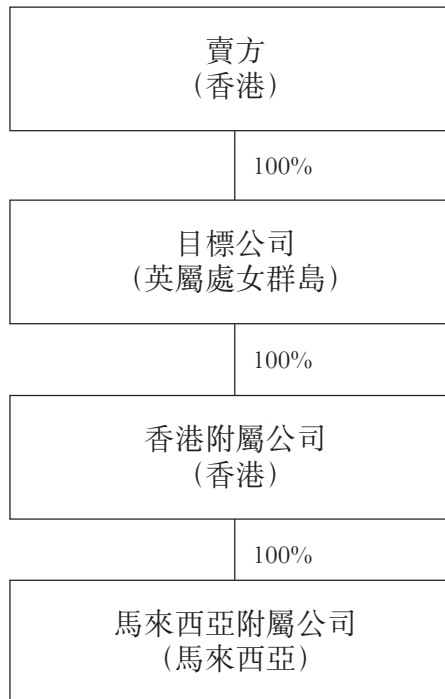 賣方
(香港)
100%
目標公司
(英屬處女群島)
100%
香港附屬公司
(香港)
100%
馬來西亞附屬公司
(馬來西亞)